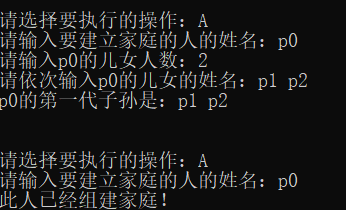 请选择要执行的操作：A
请输入要建立家庭的人的姓名：p0
请输入p0的儿女人数：2
请依次输入p0的儿女的姓名：p1 p2
p0的第一代子孙是：p1 p2
请选择要执行的操作：A
请输入要建立家庭的人的姓名：p0
此人已经组建家庭！